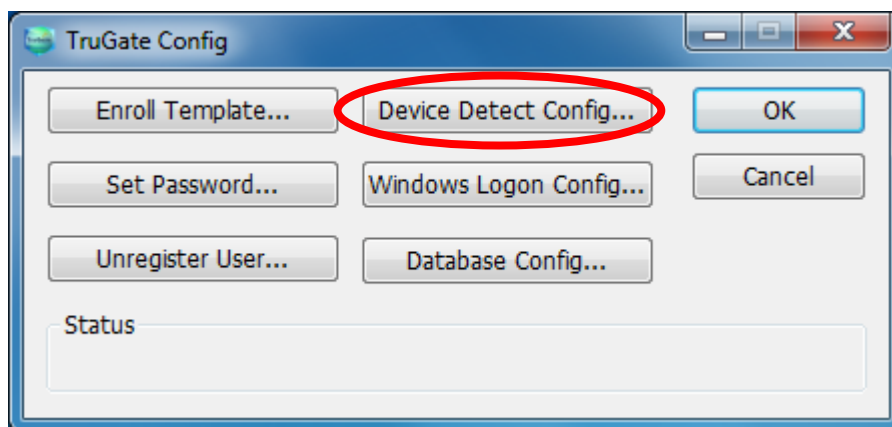 TruGate Config
Enroll Template... Device Detect Config... OK
Set Password... Windows Logon Config... Cancel
Unregister User... Database Config...
Status